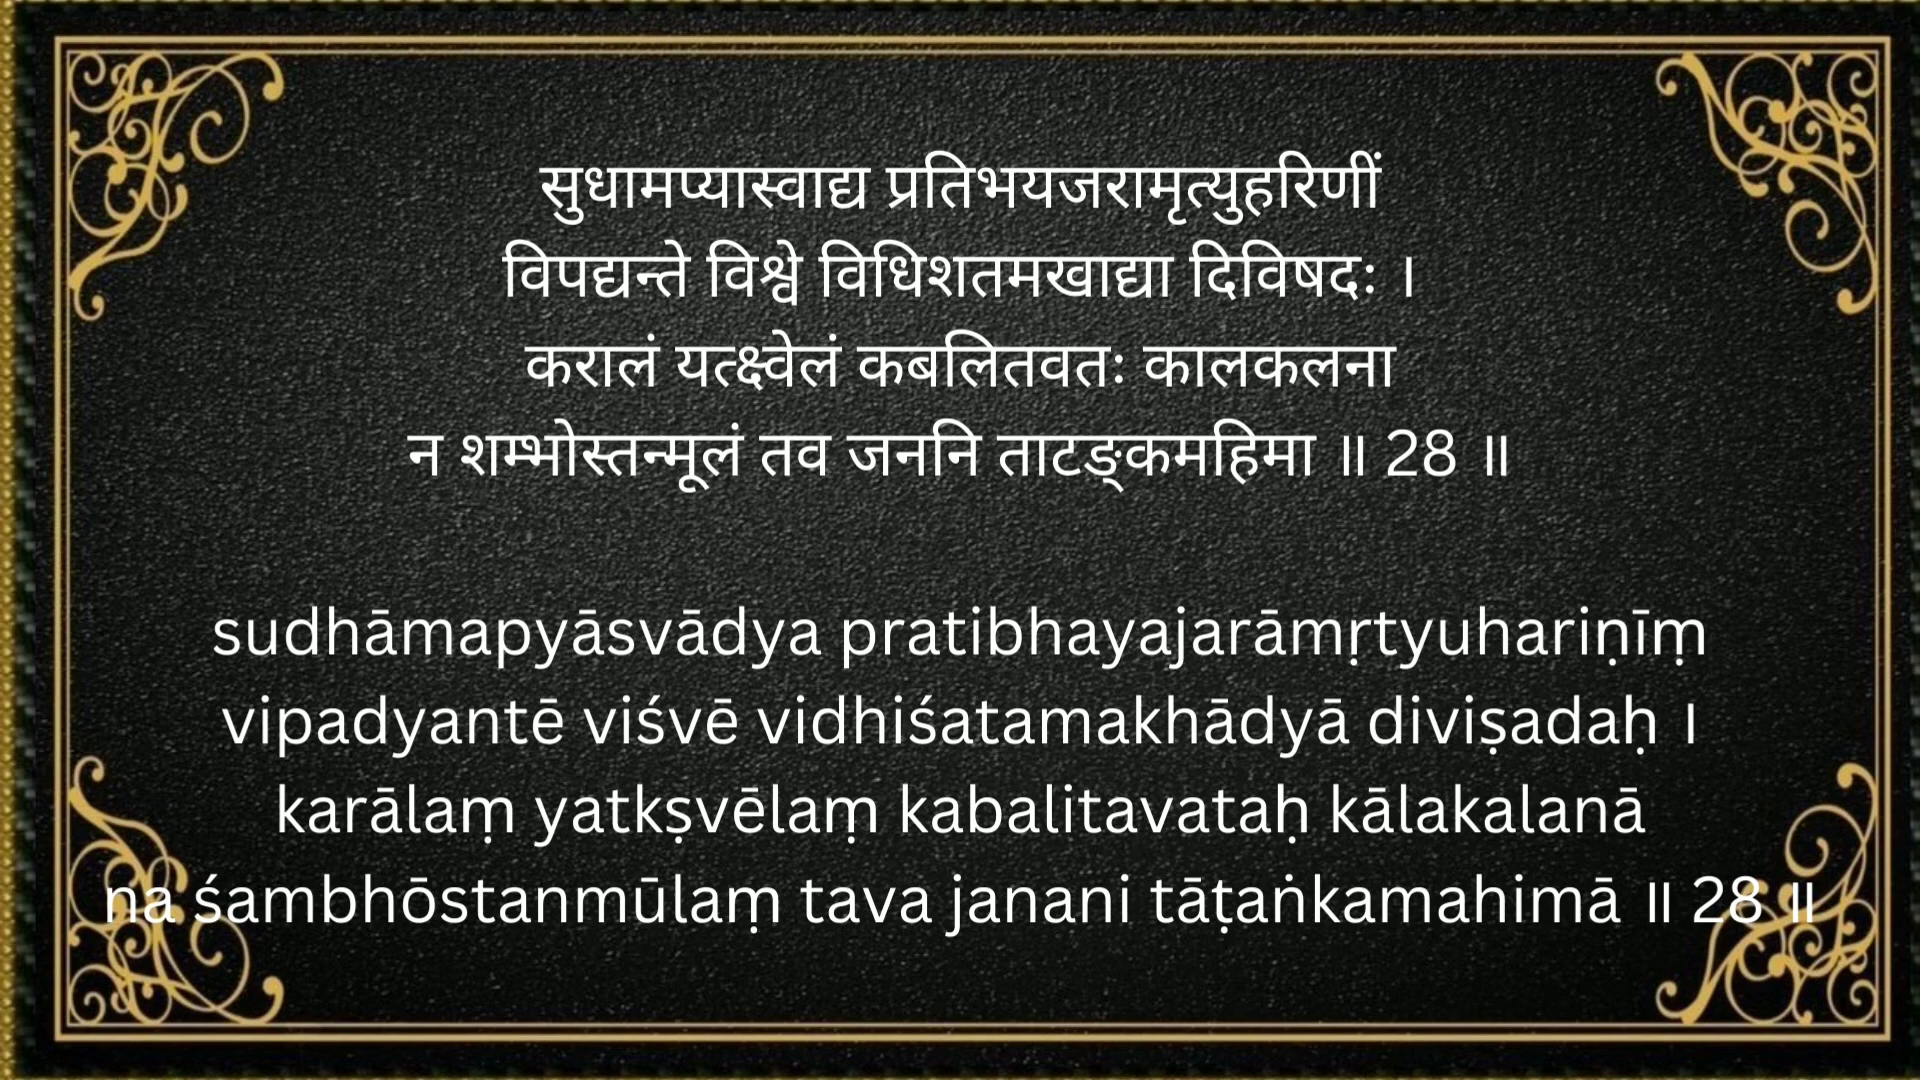 सुधामप्यास्वाद्य प्रतिभयजरामृत्युहरिणीं
विपद्यन्ते विश्वे विधिशतमखाद्या दिविषदः ।
करालं यत्क्ष्वेलं कबलितवतः कालकलना
न शम्भोस्तन्मूलं तव जननि ताटङ्कमहिमा ॥ 28 ॥
sudhāmapyāsvādya pratibhayajarāmṛtyuhariṇīṃ
vipadyantē viśvē vidhiśatamakhādyā diviṣadaḥ ।
karālaṃ yatkṣvēlaṃ kabalitavataḥ kālakalanā
na śambhōstanmūlaṃ tava janani tāṭaṅkamahimā ॥ 28 ॥